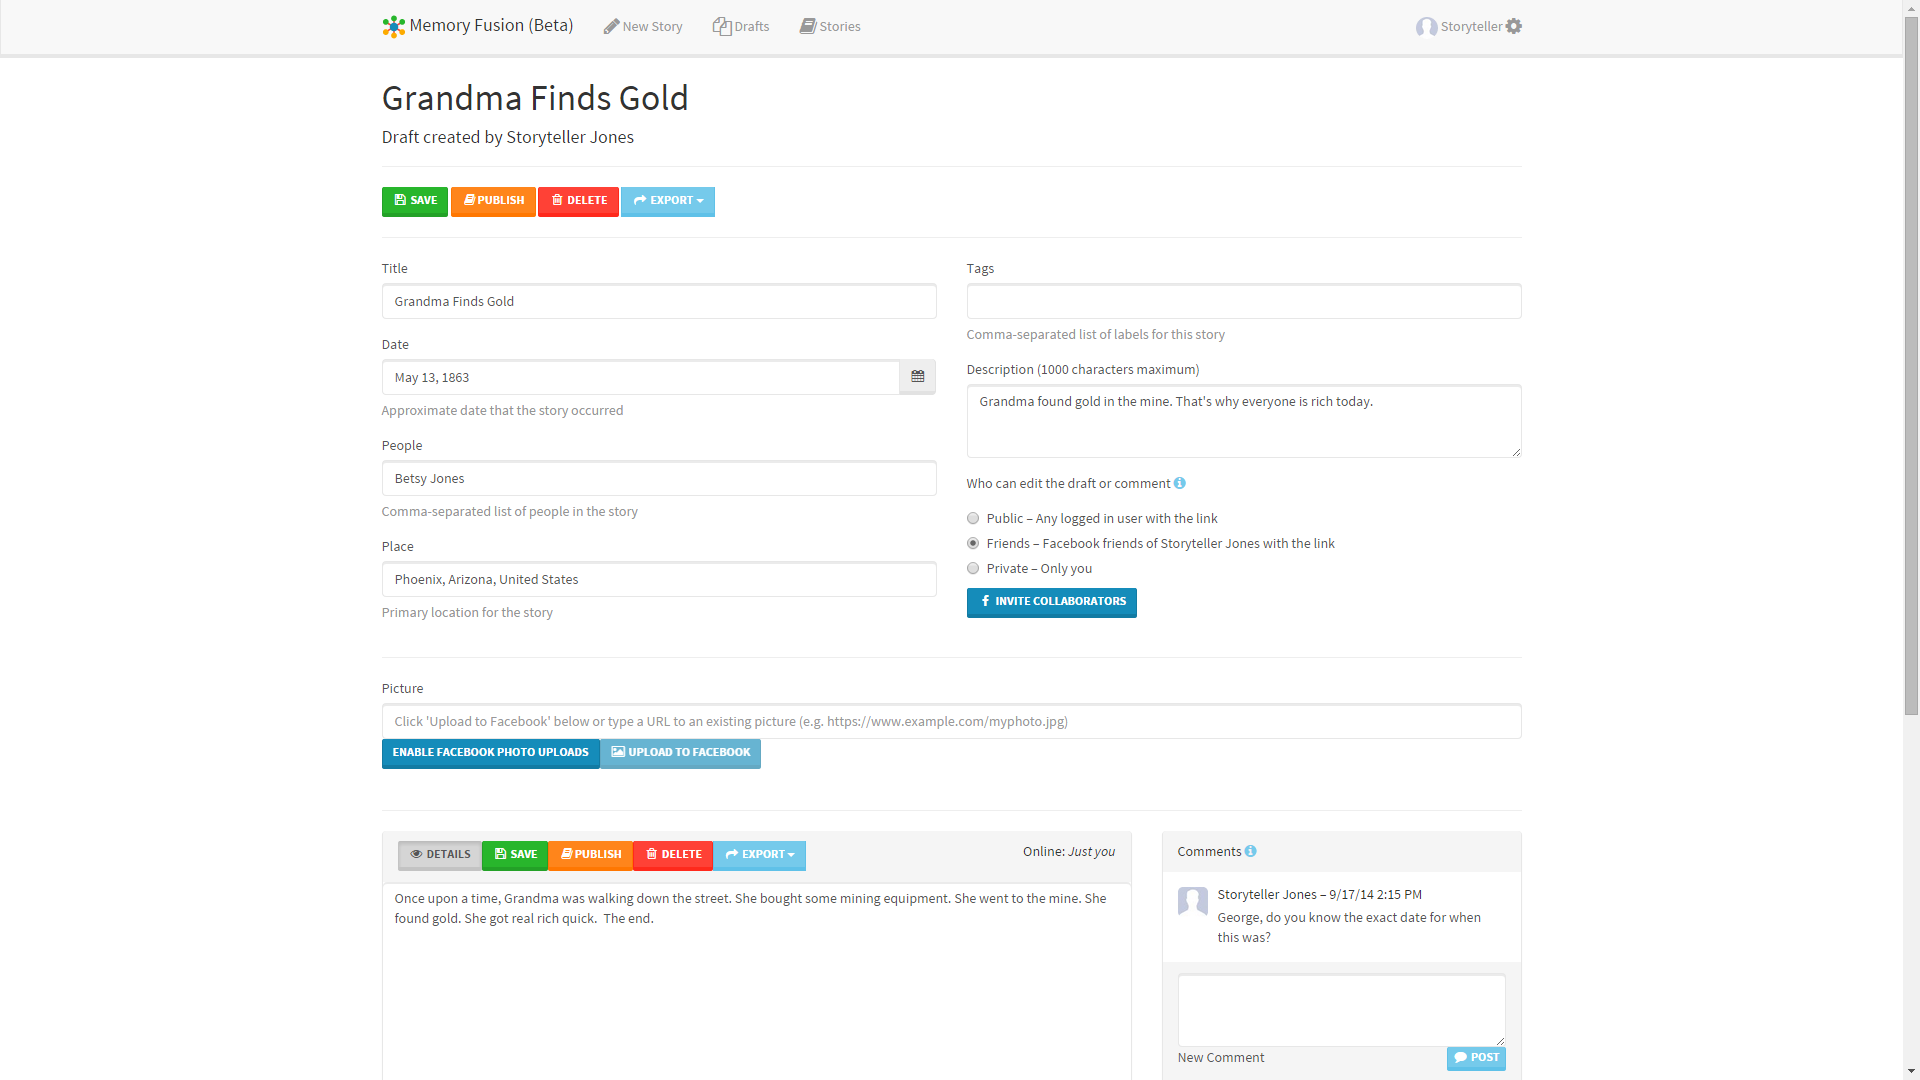 Memory Fusion (Beta) New Story Drafts Stories Storyteller
Grandma Finds Gold
Draft created by Storyteller Jones
SAVE PUBLISH DELETE EXPORT
Title
Grandma Finds Gold
Date
May 13, 1863
Approximate date that the story occurred
People
Betsy Jones
Comma-separated list of people in the story
Place
Phoenix, Arizona, United States
Primary location for the story
Tags
Comma-separated list of labels for this story
Description (1000 characters maximum)
Grandma found gold in the mine. That's why everyone is rich today.
Who can edit the draft or comment
Public – Any logged in user with the link
Friends – Facebook friends of Storyteller Jones with the link
Private – Only you
INVITE COLLABORATORS
Picture
Click 'Upload to Facebook' below or type a URL to an existing picture (e.g. https://www.example.com/myphoto.jpg)
ENABLE FACEBOOK PHOTO UPLOADS UPLOAD TO FACEBOOK
DETAILS SAVE PUBLISH DELETE EXPORT Online: Just you
Once upon a time, Grandma was walking down the street. She bought some mining equipment. She went to the mine. She
found gold. She got real rich quick.  The end.
Comments
Storyteller Jones – 9/17/14 2:15 PM
George, do you know the exact date for when
this was?
New Comment POST